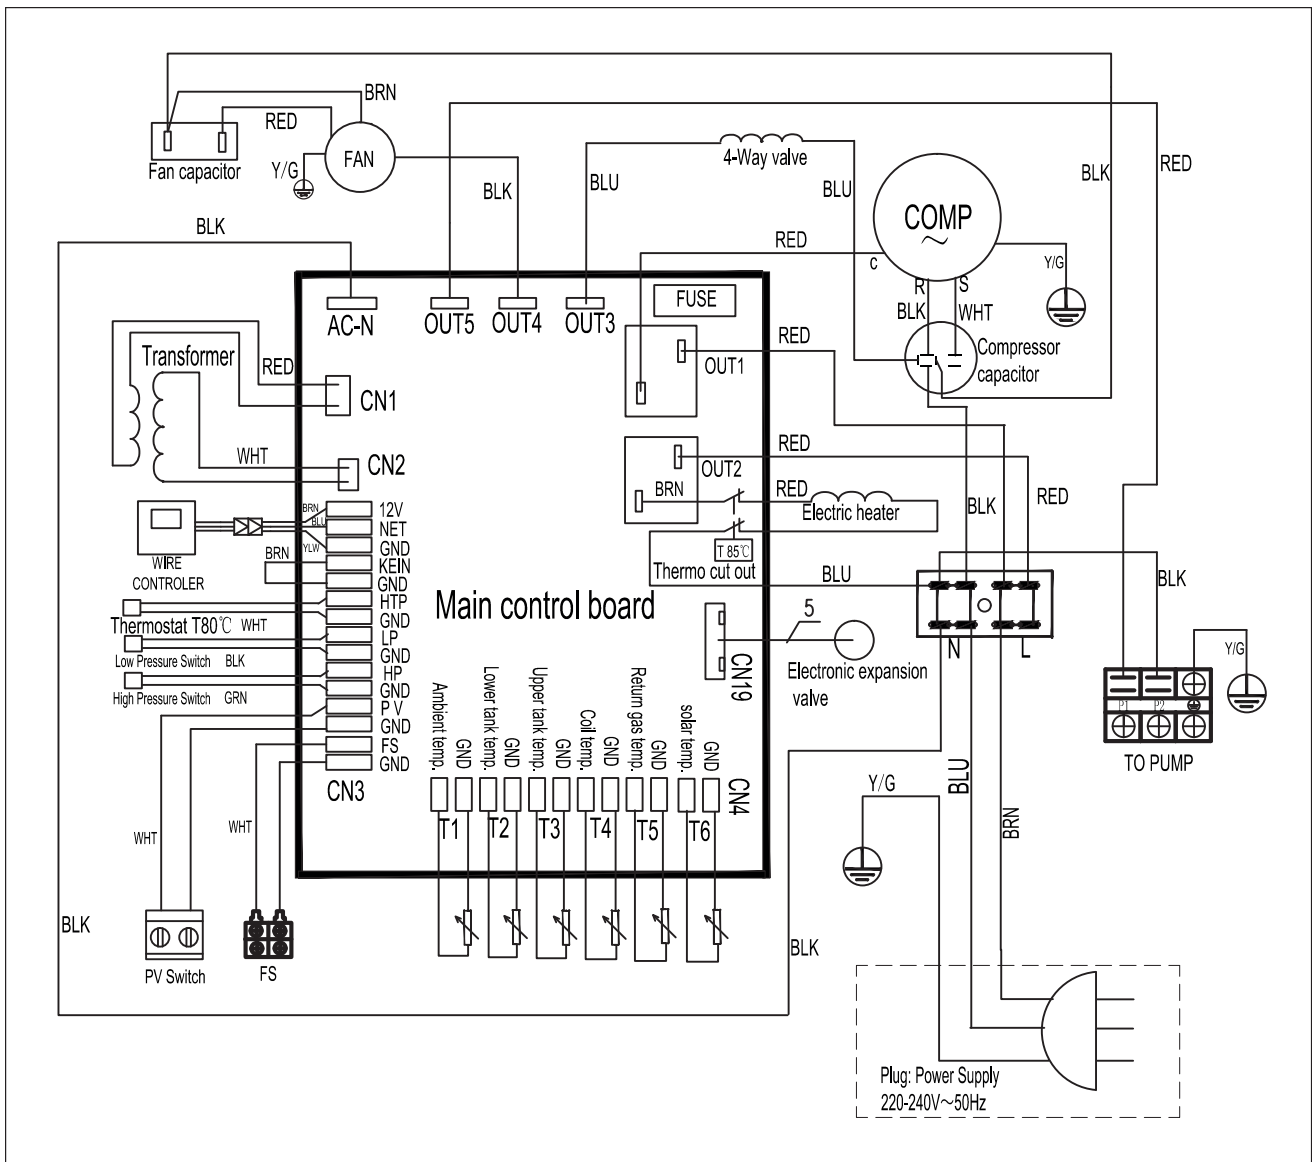 BRN
RED
Fan capacitor
Y/G
FAN
BLK
BLK
BLU
4-Way valve
BLU
COMP
~
RED
C
R
S
BLK
WHT
Y/G
BLK
RED
Compressor
capacitor
AC-N
OUT5
OUT4
OUT3
FUSE
OUT1
RED
Transformer
RED
CN1
WHT
CN2
OUT2
RED
BRN
RED
Electric heater
T 85℃
Thermo cut out
BLU
BLK
RED
BLK
WIRE
CONTROLER
BRN
BLU
YLW
BRN
12V
NET
GND
KEIN
GND
HTP
GND
LP
GND
HP
GND
P V
GND
FS
GND
CN3
Thermostat T80℃ WHT
Low Pressure Switch BLK
High Pressure Switch GRN
Main control board
5
Electronic expansion
valve
CN19
N
L
P1
P2
Y/G
TO PUMP
Ambient temp.
GND
Lower tank temp.
GND
Upper tank temp.
GND
Coil temp.
GND
Return gas temp.
GND
solar temp.
GND
CN4
T1
T2
T3
T4
T5
T6
WHT
WHT
BLK
PV Switch
FS
BLK
Y/G
BLU
BRN
Plug: Power Supply
220-240V～50Hz